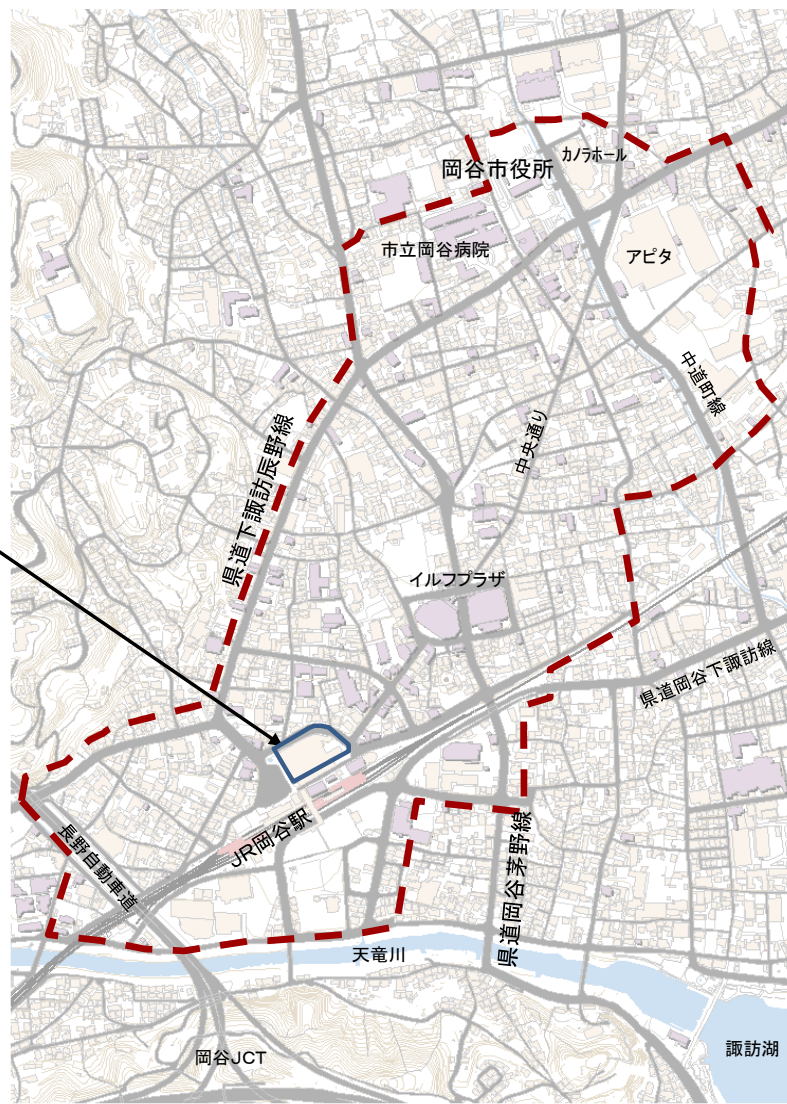 カノラホール
岡谷市役所
市立岡谷病院
アピタ
中道町線
中央通り
県道下諏訪辰野線
イルフプラザ
県道岡谷下諏訪線
JR岡谷駅
長野自動車道
県道岡谷茅野線
天竜川
岡谷JCT
諏訪湖